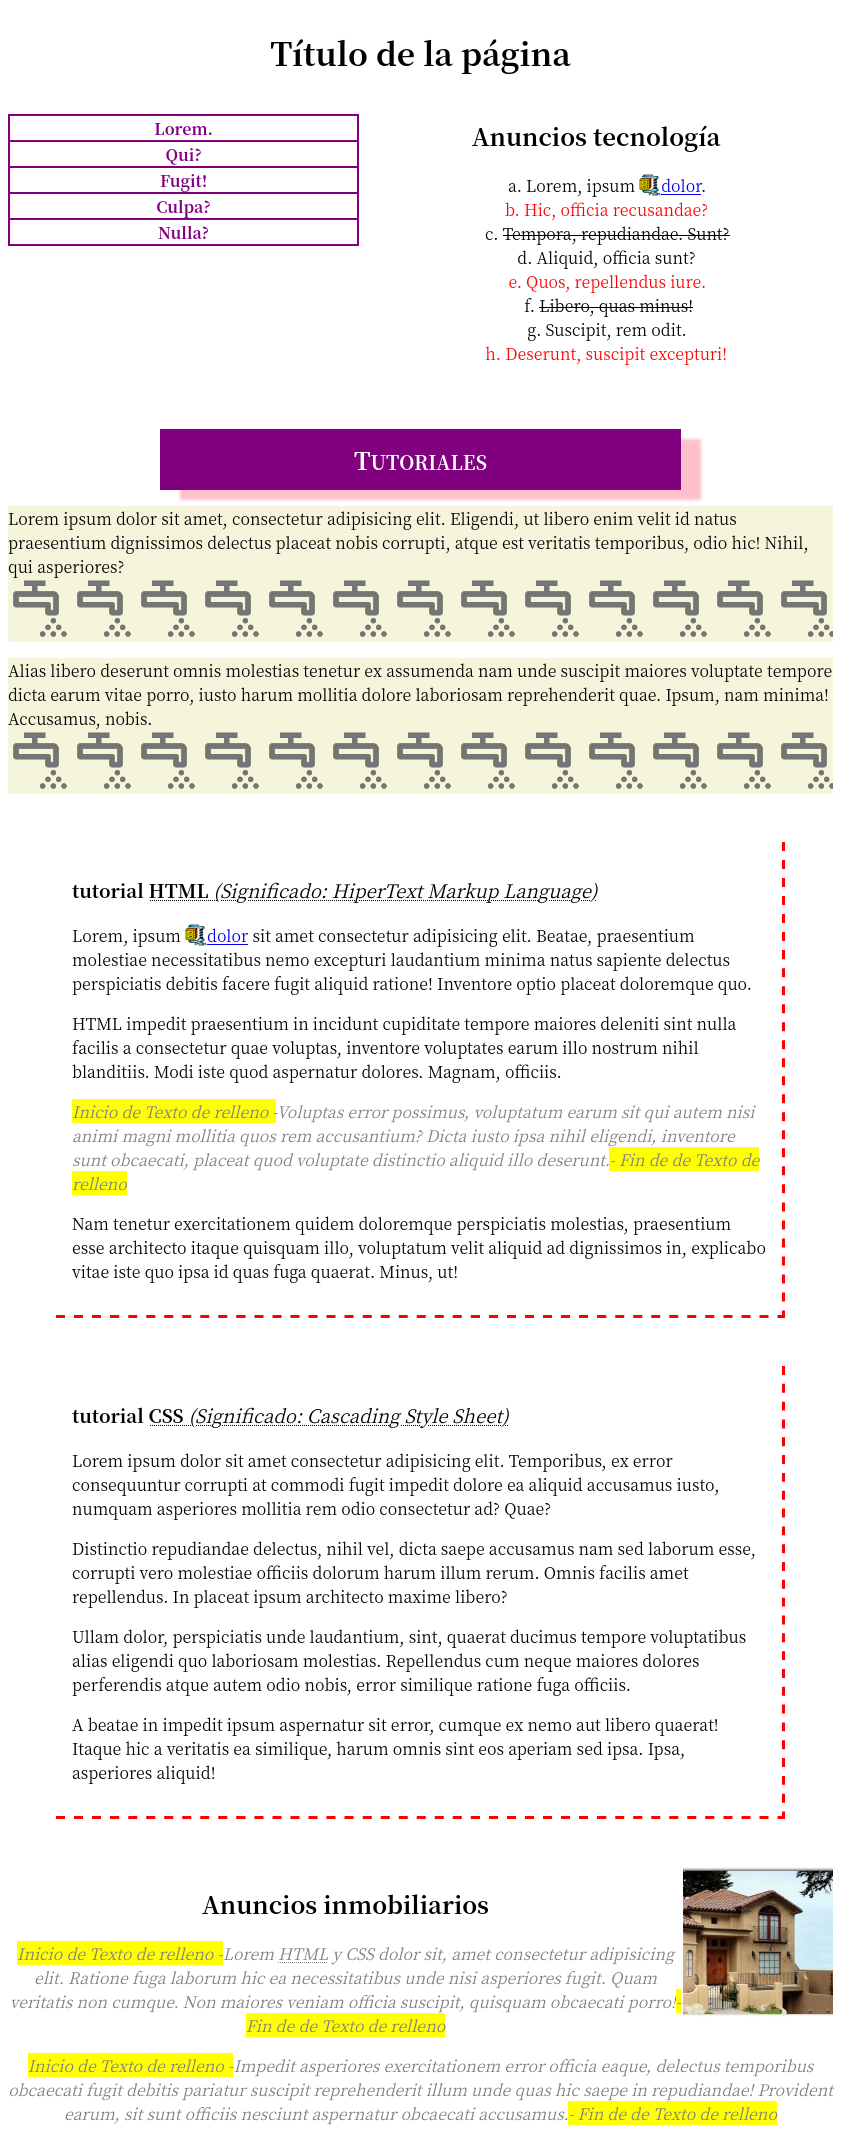 Título de la página
Lorem.
Qui?
Fugit!
Culpa?
Nulla?
Anuncios tecnología
a. Lorem, ipsum dolor.
b. Hic, officia recusandae?
c. Tempora, repudiandae. Sunt?
d. Aliquid, officia sunt?
e. Quos, repellendus iure.
f. Libero, quas minus!
g. Suscipit, rem odit.
h. Deserunt, suscipit excepturi!
TUTORIALES
Lorem ipsum dolor sit amet, consectetur adipisicing elit. Eligendi, ut libero enim velit id natus
praesentium dignissimos delectus placeat nobis corrupti, atque est veritatis temporibus, odio hic! Nihil,
qui asperiores?
Alias libero deserunt omnis molestias tenetur ex assumenda nam unde suscipit maiores voluptate tempore
dicta earum vitae porro, iusto harum mollitia dolore laboriosam reprehenderit quae. Ipsum, nam minima!
Accusamus, nobis.
tutorial HTML (Significado: HiperText Markup Language)
Lorem, ipsum dolor sit amet consectetur adipisicing elit. Beatae, praesentium
molestiae necessitatibus nemo excepturi laudantium minima natus sapiente delectus
perspiciatis debitis facere fugit aliquid ratione! Inventore optio placeat doloremque quo.
HTML impedit praesentium in incidunt cupiditate tempore maiores deleniti sint nulla
facilis a consectetur quae voluptas, inventore voluptates earum illo nostrum nihil
blanditiis. Modi iste quod aspernatur dolores. Magnam, officiis.
Inicio de Texto de relleno -Voluptas error possimus, voluptatum earum sit qui autem nisi
animi magni mollitia quos rem accusantium? Dicta iusto ipsa nihil eligendi, inventore
sunt obcaecati, placeat quod voluptate distinctio aliquid illo deserunt.- Fin de de Texto de
relleno
Nam tenetur exercitationem quidem doloremque perspiciatis molestias, praesentium
esse architecto itaque quisquam illo, voluptatum velit aliquid ad dignissimos in, explicabo
vitae iste quo ipsa id quas fuga quaerat. Minus, ut!
tutorial CSS (Significado: Cascading Style Sheet)
Lorem ipsum dolor sit amet consectetur adipisicing elit. Temporibus, ex error
consequuntur corrupti at commodi fugit impedit dolore ea aliquid accusamus iusto,
numquam asperiores mollitia rem odio consectetur ad? Quae?
Distinctio repudiandae delectus, nihil vel, dicta saepe accusamus nam sed laborum esse,
corrupti vero molestiae officiis dolorum harum illum rerum. Omnis facilis amet
repellendus. In placeat ipsum architecto maxime libero?
Ullam dolor, perspiciatis unde laudantium, sint, quaerat ducimus tempore voluptatibus
alias eligendi quo laboriosam molestias. Repellendus cum neque maiores dolores
perferendis atque autem odio nobis, error similique ratione fuga officiis.
A beatae in impedit ipsum aspernatur sit error, cumque ex nemo aut libero quaerat!
Itaque hic a veritatis ea similique, harum omnis sint eos aperiam sed ipsa. Ipsa,
asperiores aliquid!
Anuncios inmobiliarios
Inicio de Texto de relleno -Lorem HTML y CSS dolor sit, amet consectetur adipisicing
elit. Ratione fuga laborum hic ea necessitatibus unde nisi asperiores fugit. Quam
veritatis non cumque. Non maiores veniam officia suscipit, quisquam obcaecati porro!-
Fin de de Texto de relleno
Inicio de Texto de relleno -Impedit asperiores exercitationem error officia eaque, delectus temporibus
obcaecati fugit debitis pariatur suscipit reprehenderit illum unde quas hic saepe in repudiandae! Provident
earum, sit sunt officiis nesciunt aspernatur obcaecati accusamus.- Fin de de Texto de relleno